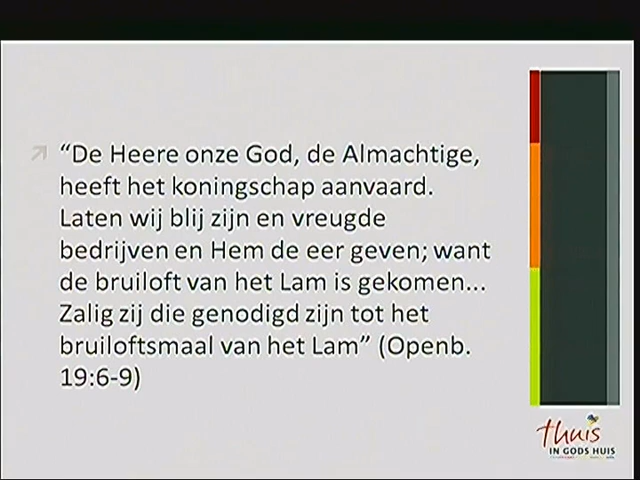 “De Heere onze God, de Almachtige,
heeft het koningschap aanvaard.
Laten wij blij zijn en vreugde
bedrijven en Hem de eer geven; want
de bruiloft van het Lam is gekomen...
Zalig zij die genodigd zijn tot het
bruiloftsmaal van het Lam” (Openb.
19:6-9)
thuis
IN GODS HUIS